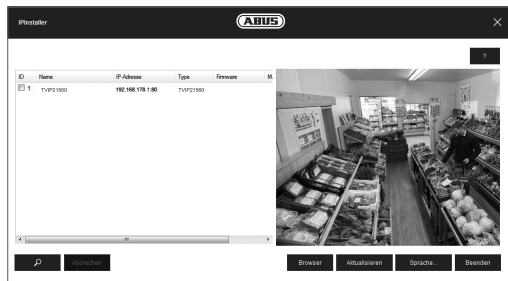 IPInstaller
ABUS
?
ID Name IP-Adresse Type Firmware M.
1 TVIP21560 192.168.178.1:80 TVIP21560
Abbrechen
Browser Aktualisieren Sprache... Beenden